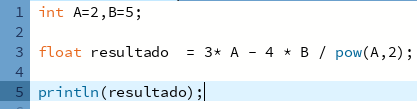 1 int A=2,B=5;
2
3 float resultado = 3* A - 4 * B / pow(A,2);
4
5 println(resultado);